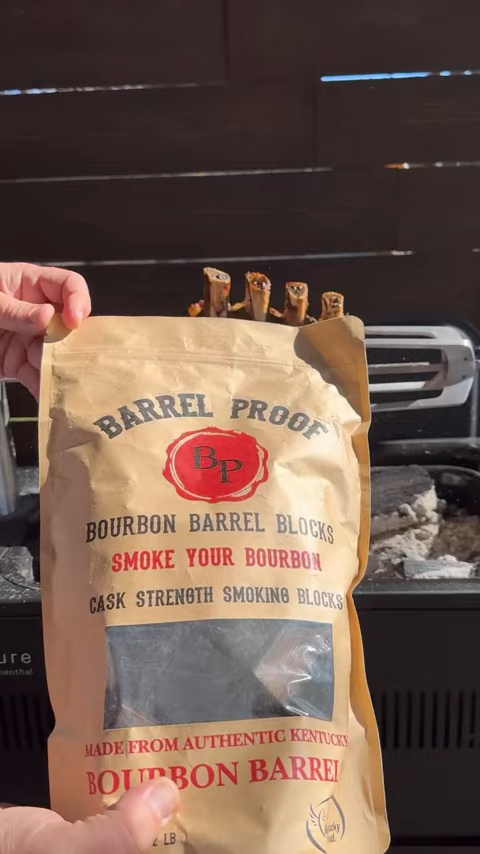 BARREL PROOF
BP
BOURBON BARREL BLOCKS
SMOKE YOUR BOURBON
CASK STRENGTH SMOKING BLOCKS
MADE FROM AUTHENTIC KENTUCKY
BOURBON BARREL
2 LB